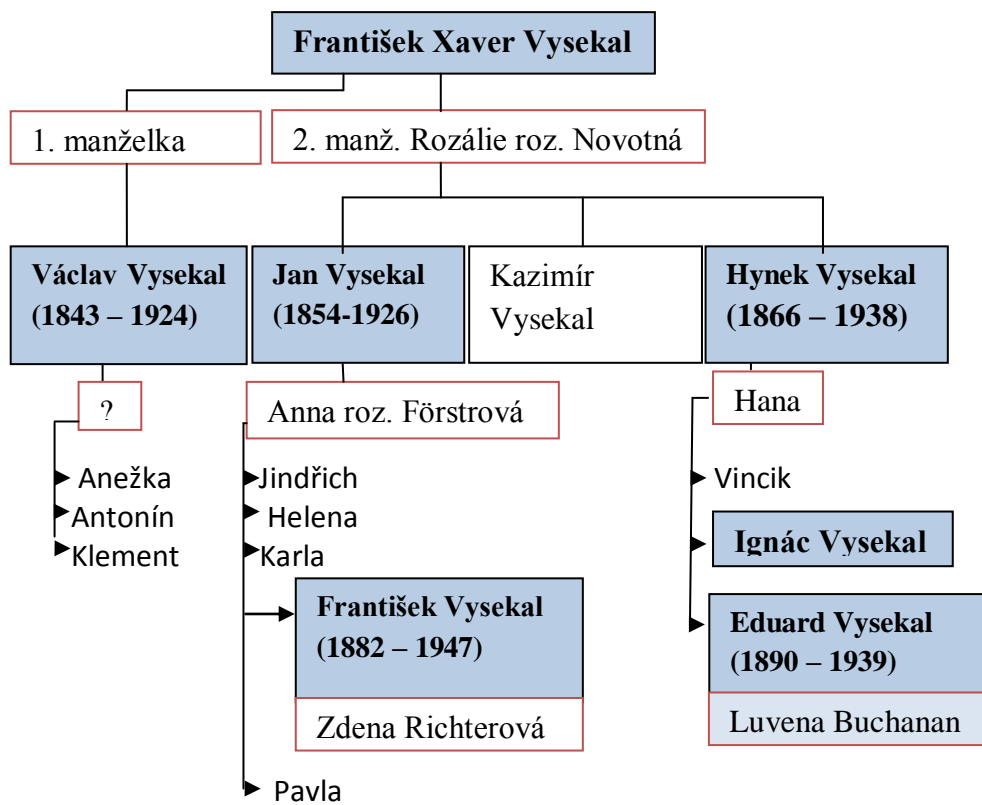 František Xaver Vysekal
1. manželka
2. manž. Rozálie roz. Novotná
Václav Vysekal
(1843 – 1924)
Jan Vysekal
(1854-1926)
Kazimír
Vysekal
Hynek Vysekal
(1866 – 1938)
?
Anna roz. Förstrová
Hana
Anežka
Antonín
Klement
Jindřich
Helena
Karla
František Vysekal
(1882 – 1947)
Zdena Richterová
Pavla
Vincik
Ignác Vysekal
Eduard Vysekal
(1890 – 1939)
Luvena Buchanan